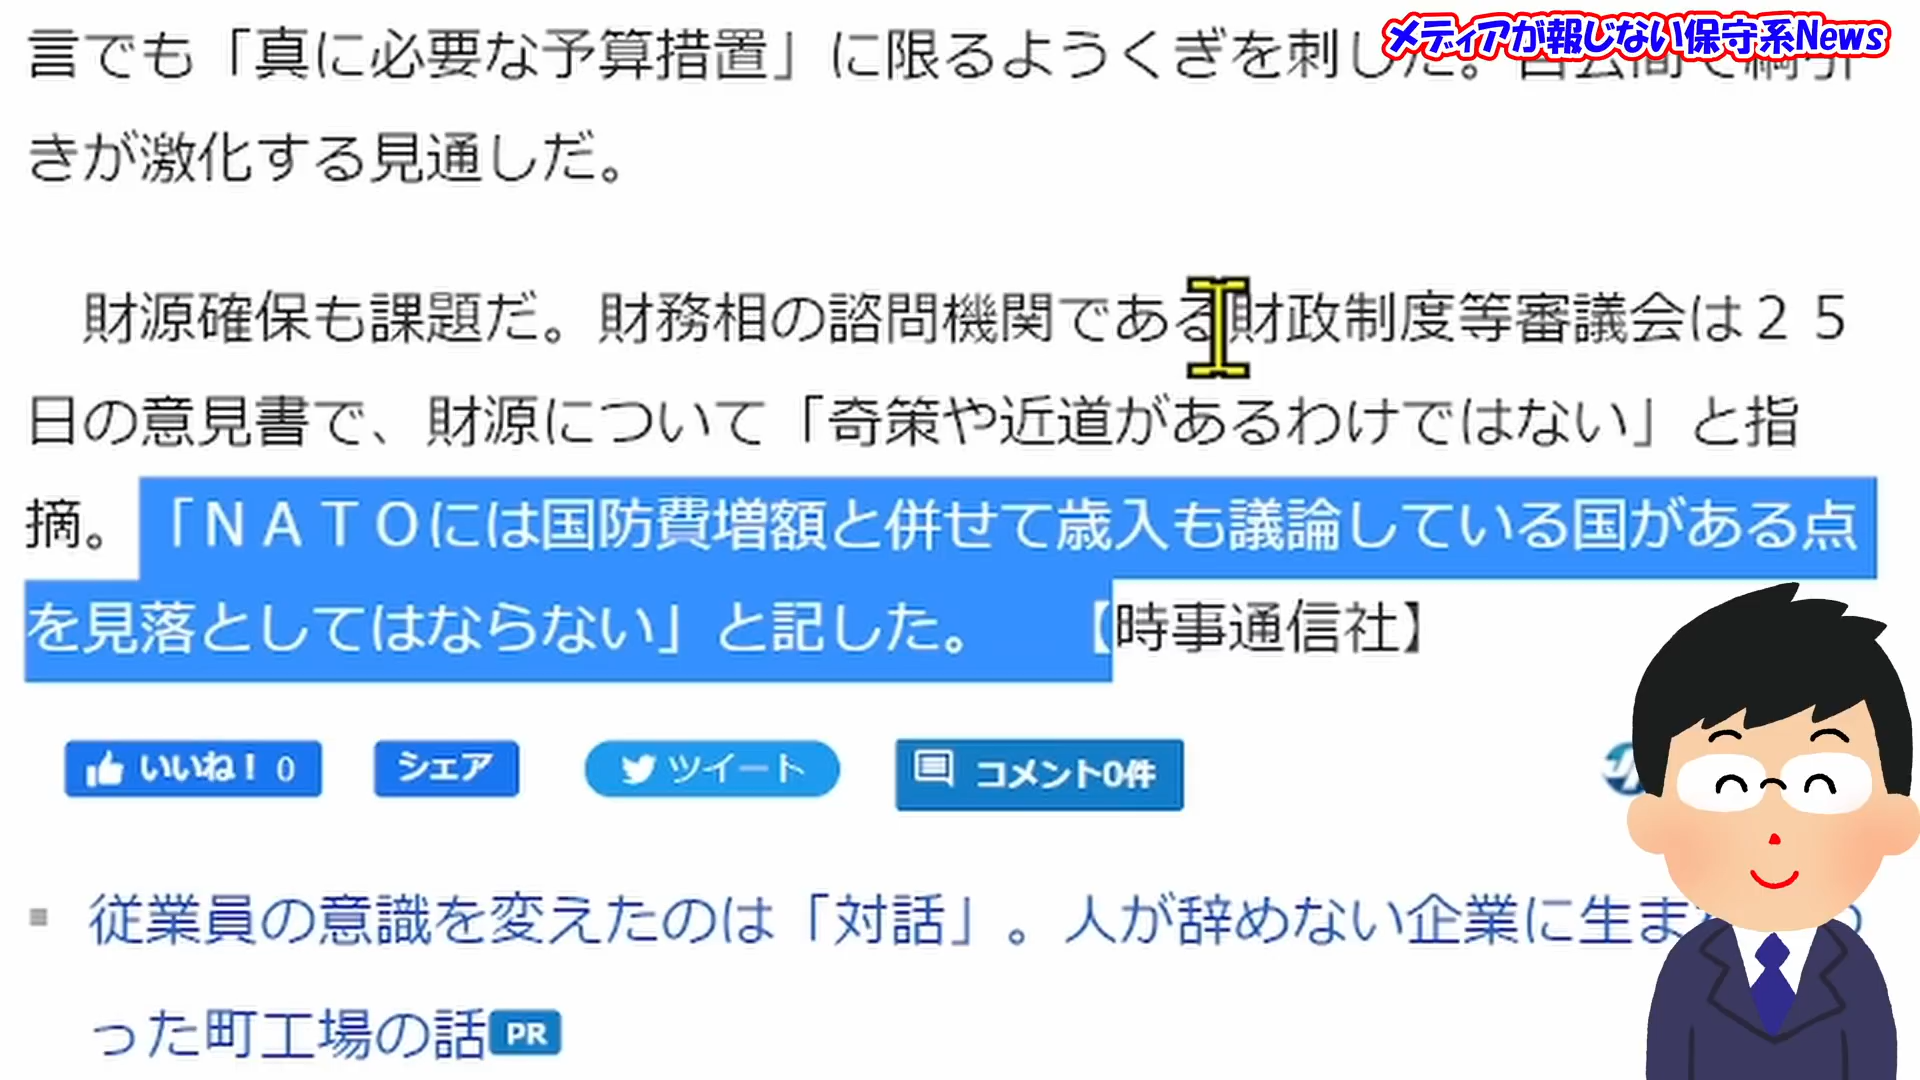 メディアが報じない保守系News
言でも「真に必要な予算措置」に限るようくぎを刺した。
きが激化する見通しだ。
財源確保も課題だ。財務相の諮問機関である財政制度等審議会は２５
日の意見書で、財源について「奇策や近道があるわけではない」と指
摘。「ＮＡＴＯには国防費増額と併せて歳入も議論している国がある点
を見落としてはならない」と記した。 【時事通信社】
いいね！ 0
シェア
ツイート
コメント0件
従業員の意識を変えたのは「対話」。人が辞めない企業に生ま
った町工場の話 PR